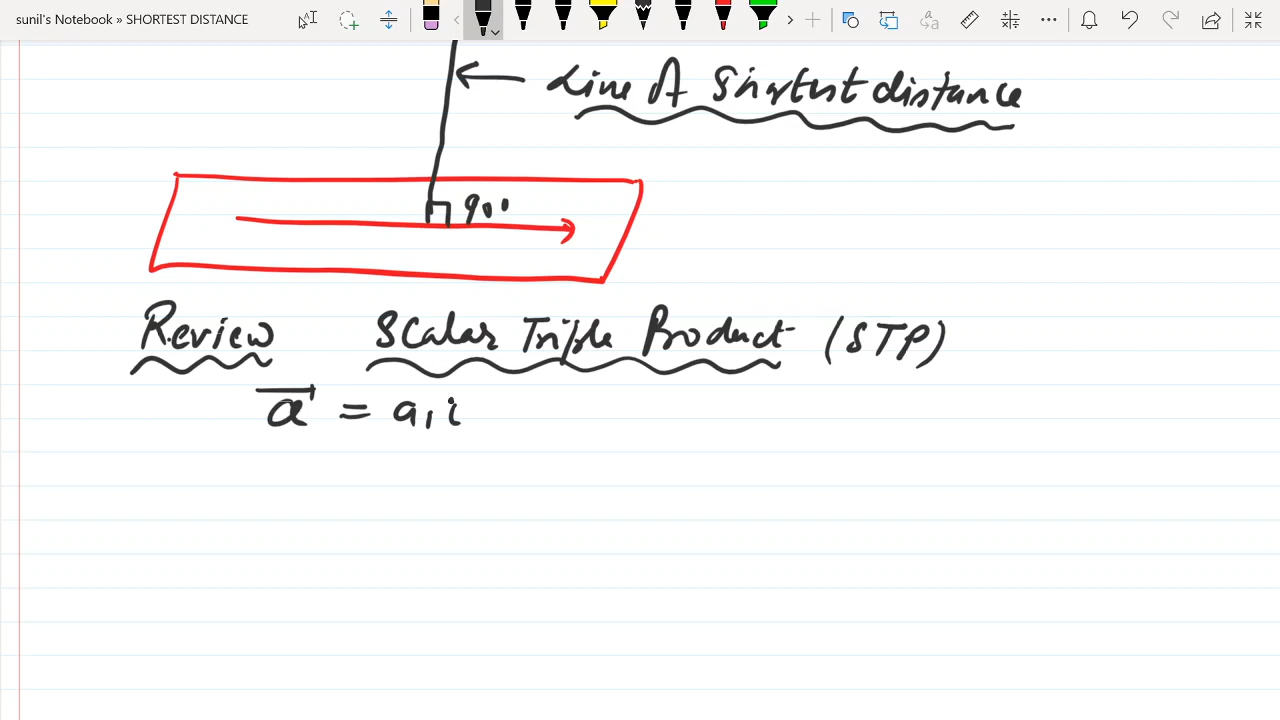 sunil's Notebook » SHORTEST DISTANCE
Line of Shortest distance
90°
Review Scalar Triple Product (STP)
a⃗ = a₁i